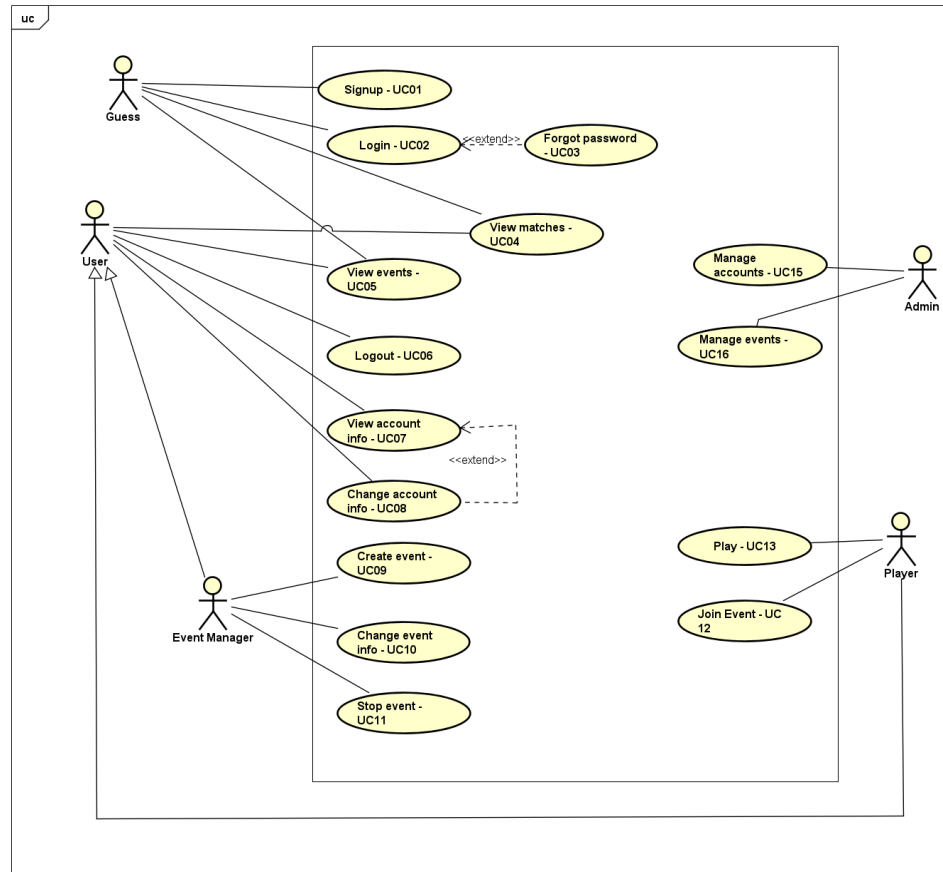 uc
Guess
Signup - UC01
Login - UC02
<<extend>>
Forgot password
- UC03
User
View matches -
UC04
View events -
UC05
Manage
accounts - UC15
Admin
Manage events -
UC16
Logout - UC06
View account
info - UC07
<<extend>>
Change account
info - UC08
Create event -
UC09
Play - UC13
Player
Event Manager
Change event
info - UC10
Join Event - UC
12
Stop event -
UC11